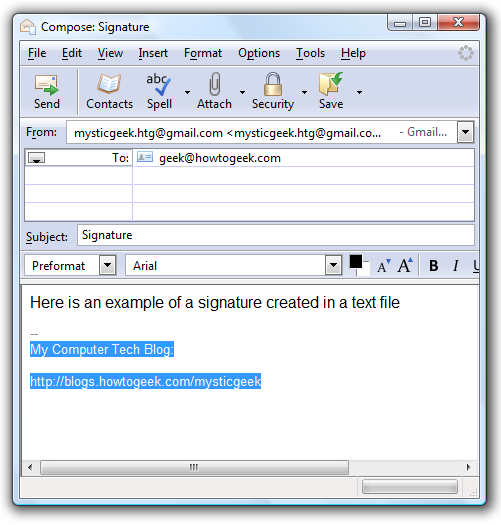 Compose: Signature
File Edit View Insert Format Options Tools Help
Send Contacts Spell Attach Security Save
From: mysticgeek.htg@gmail.com <mysticgeek.htg@gmail.co... - Gmail...
To: geek@howtogeek.com
Subject: Signature
Preformat Arial A A B I U
Here is an example of a signature created in a text file
--
My Computer Tech Blog:
http://blogs.howtogeek.com/mysticgeek